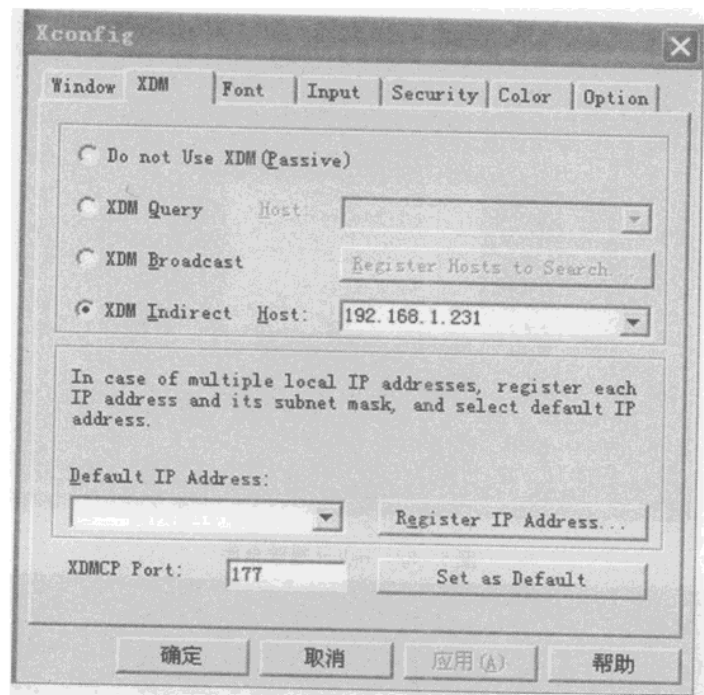 Xconfig
Window XDM Font Input Security Color Option
Do not Use XDM(Passive)
XDM Query Host:
XDM Broadcast Register Hosts to Search...
XDM Indirect Host: 192.168.1.231
In case of multiple local IP addresses, register each
IP address and its subnet mask, and select default IP
address.
Default IP Address:
Register IP Address...
XDMCP Port: 177 Set as Default
确定 取消 应用(A) 帮助